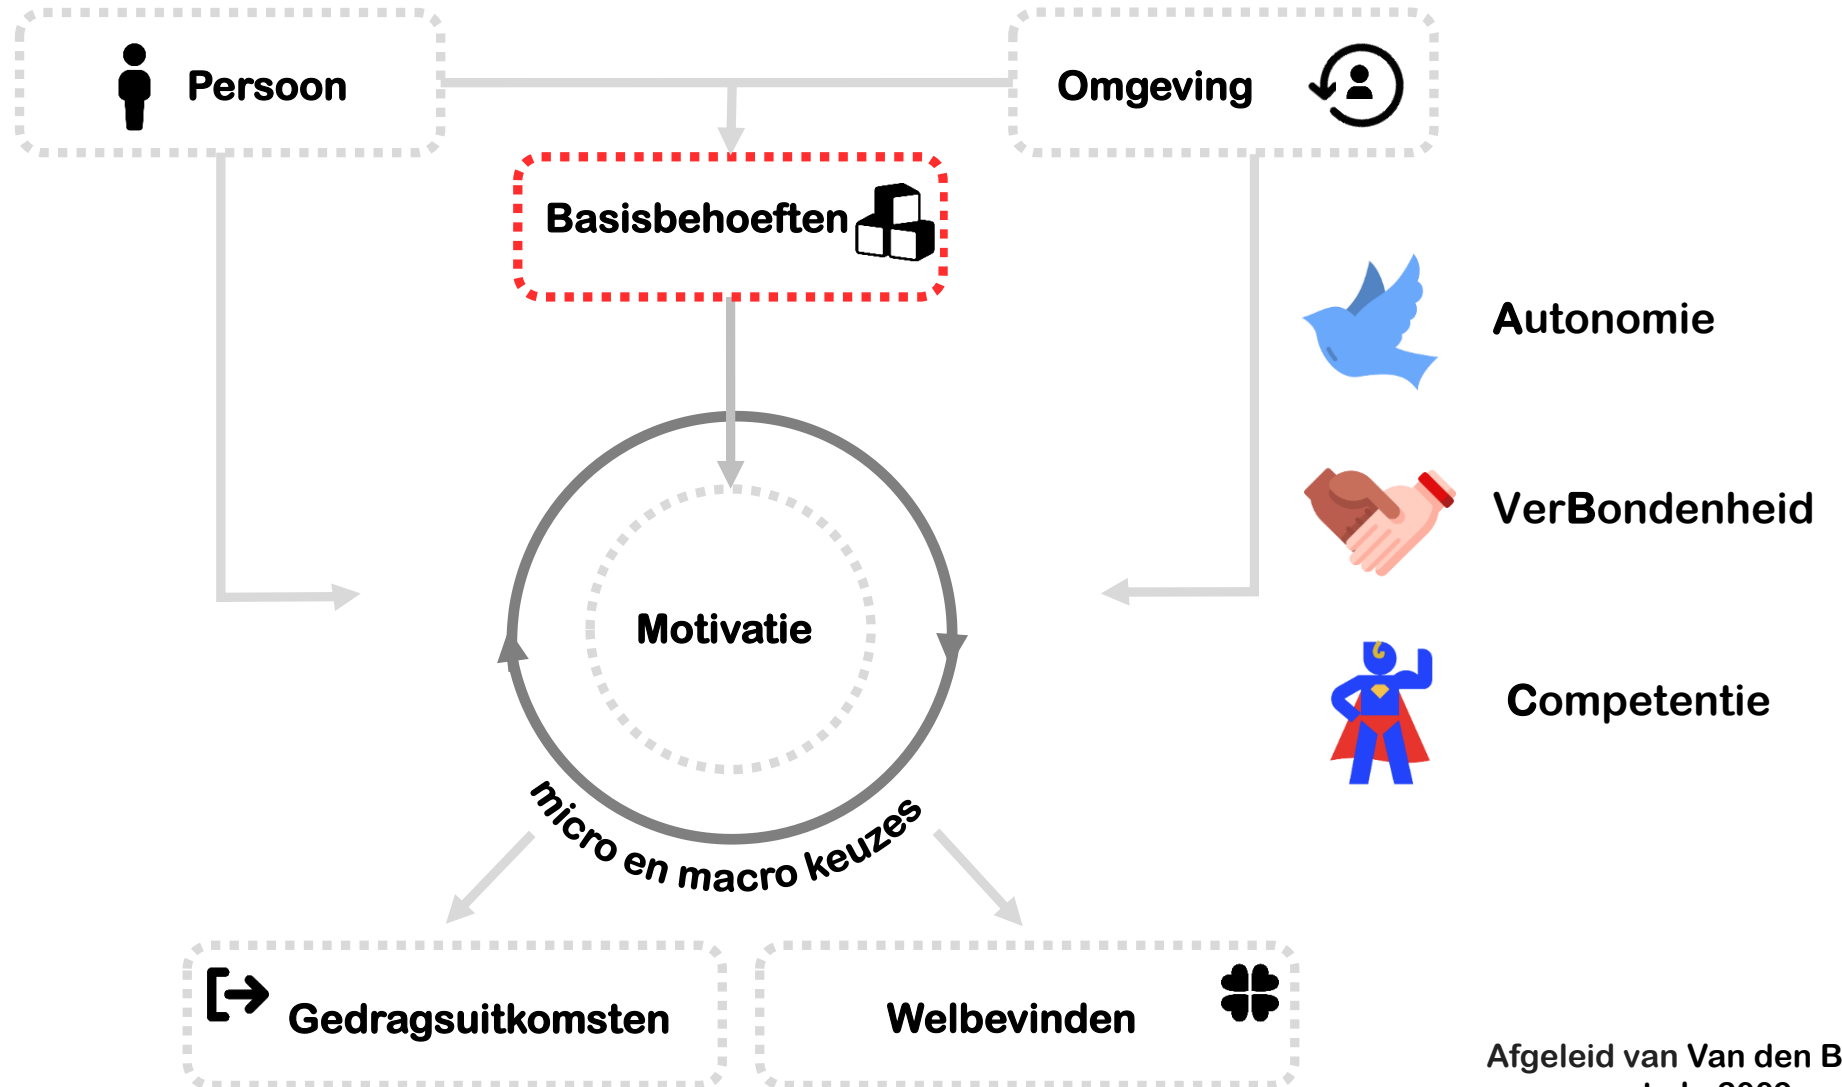 Persoon
Omgeving
Basisbehoeften
Autonomie
VerBondenheid
Motivatie
Competentie
micro en macro keuzes
Gedragsuitkomsten
Welbevinden
Afgeleid van Van den B